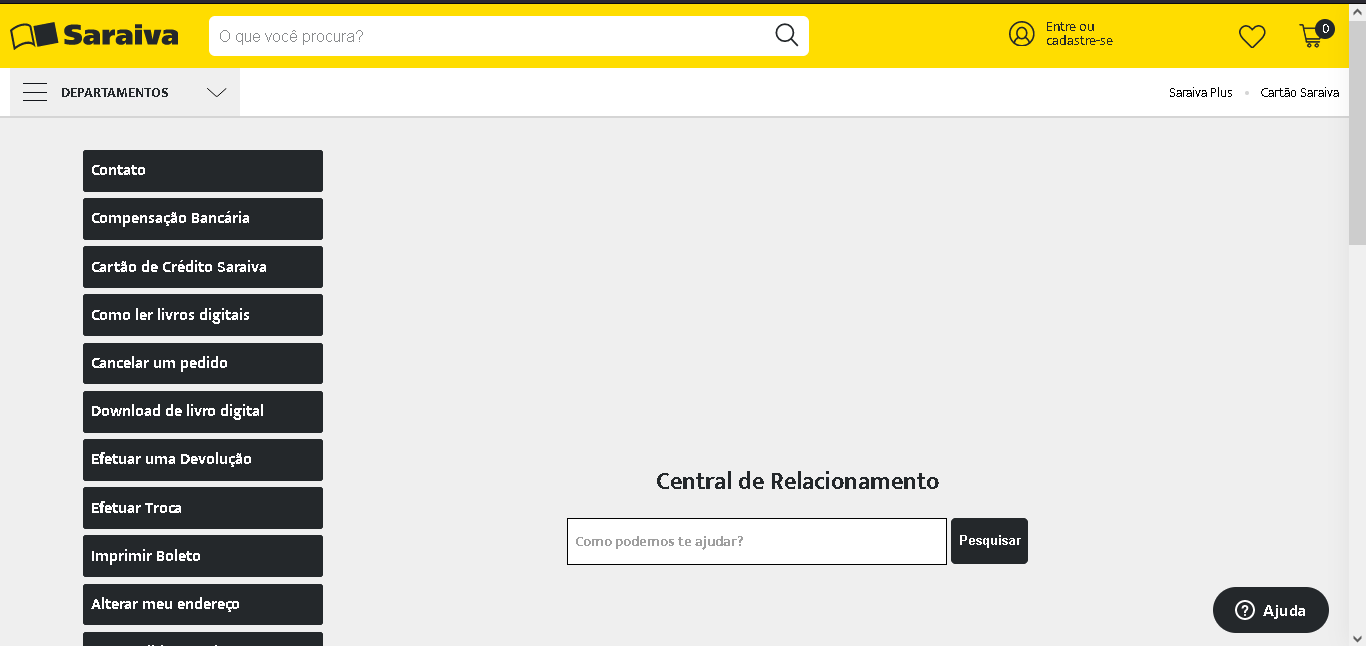 Saraiva
O que você procura?
Entre ou
cadastre-se
0
DEPARTAMENTOS
Saraiva Plus
Cartão Saraiva
Contato
Compensação Bancária
Cartão de Crédito Saraiva
Como ler livros digitais
Cancelar um pedido
Download de livro digital
Efetuar uma Devolução
Efetuar Troca
Imprimir Boleto
Alterar meu endereço
Central de Relacionamento
Como podemos te ajudar?
Pesquisar
Ajuda